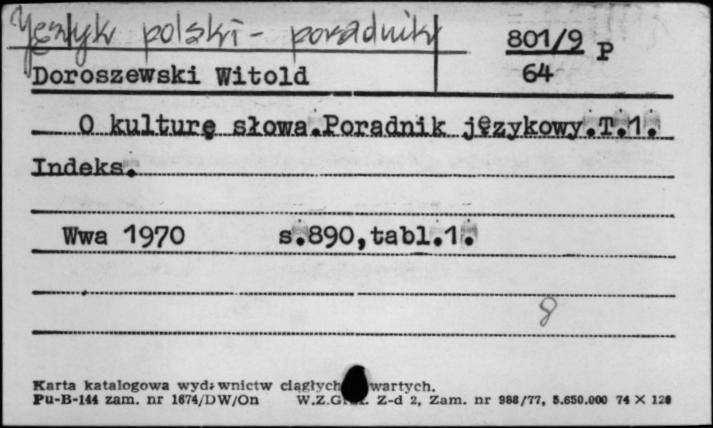 Język polski - poradniki
801/9 P
64
Doroszewski Witold
O kulturę słowa.Poradnik językowy.T.1.
Indeks.
Wwa 1970 s.890,tabl.1.
8
Karta katalogowa wydawnictw ciągłych wartych.
Pu-B-144 zam. nr 1674/DW/On W.Z.Graf. Z-d 2, Zam. nr 988/77, 5.650.000 74 × 120